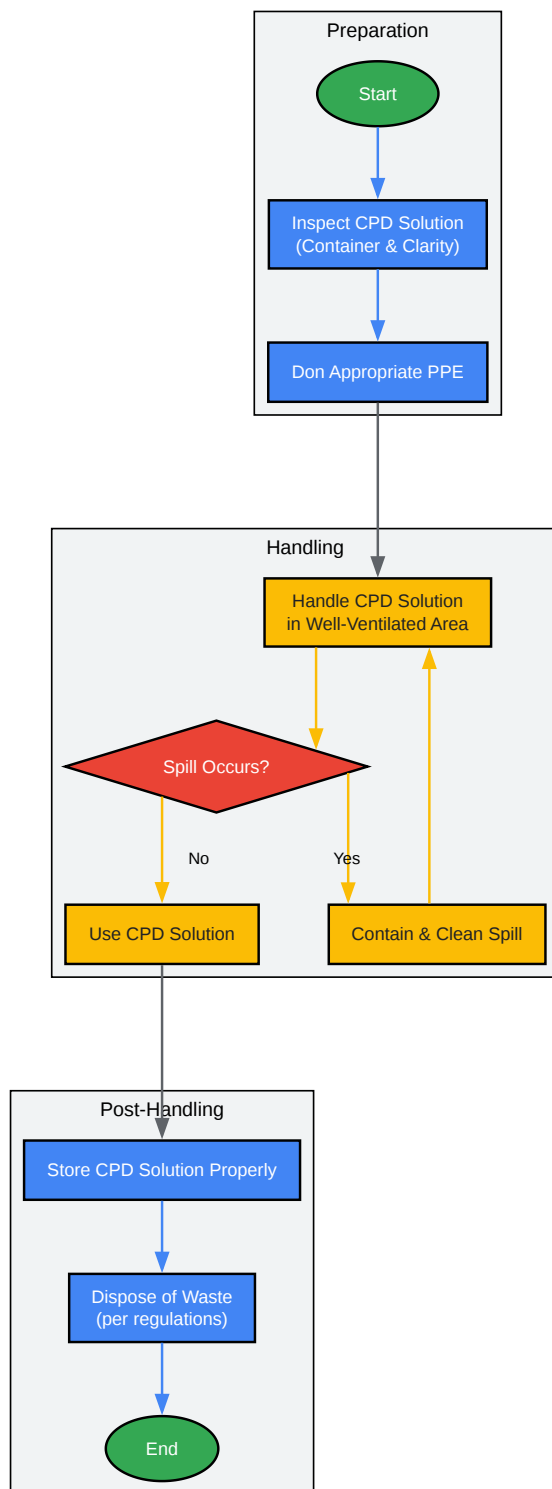 Preparation
Start
Inspect CPD Solution
(Container & Clarity)
Don Appropriate PPE
Handling
Handle CPD Solution
in Well-Ventilated Area
Spill Occurs?
No
Yes
Use CPD Solution
Contain & Clean Spill
Post-Handling
Store CPD Solution Properly
Dispose of Waste
(per regulations)
End